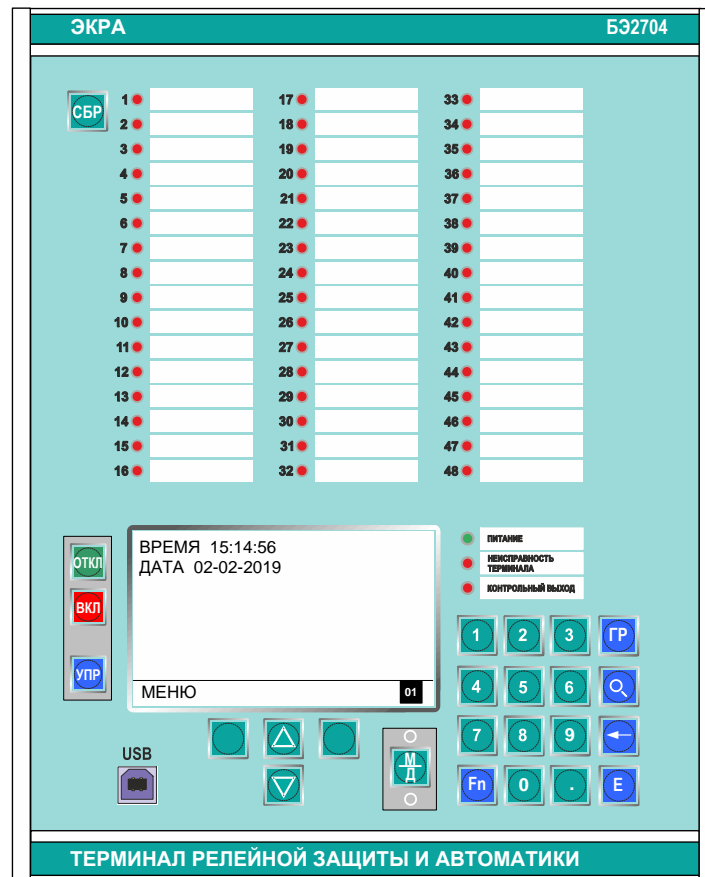 ЭКРА БЭ2704
СБР
1 17 33
2 18 34
3 19 35
4 20 36
5 21 37
6 22 38
7 23 39
8 24 40
9 25 41
10 26 42
11 27 43
12 28 44
13 29 45
14 30 46
15 31 47
16 32 48
ОТКЛ
ВКЛ
УПР
ВРЕМЯ 15:14:56
ДАТА 02-02-2019
МЕНЮ 01
ПИТАНИЕ
НЕИСПРАВНОСТЬ
ТЕРМИНАЛА
КОНТРОЛЬНЫЙ ВЫХОД
1 2 3 ГР
4 5 6
7 8 9
Fn 0 . E
USB
М
Д
ТЕРМИНАЛ РЕЛЕЙНОЙ ЗАЩИТЫ И АВТОМАТИКИ